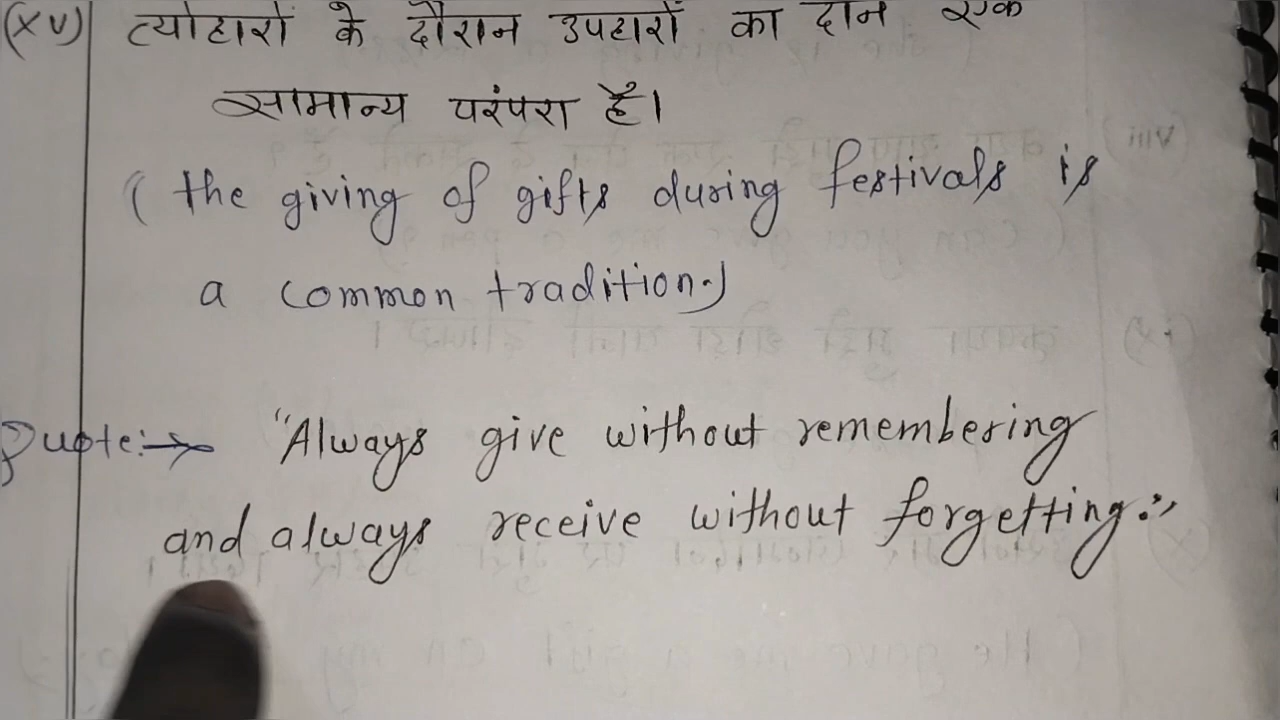 (XV) त्योहारों के दौरान उपहारों का दान एक
सामान्य परंपरा है।
( the giving of gifts during festivals is
a common tradition.)
Quote:→ "Always give without remembering
and always receive without forgetting."